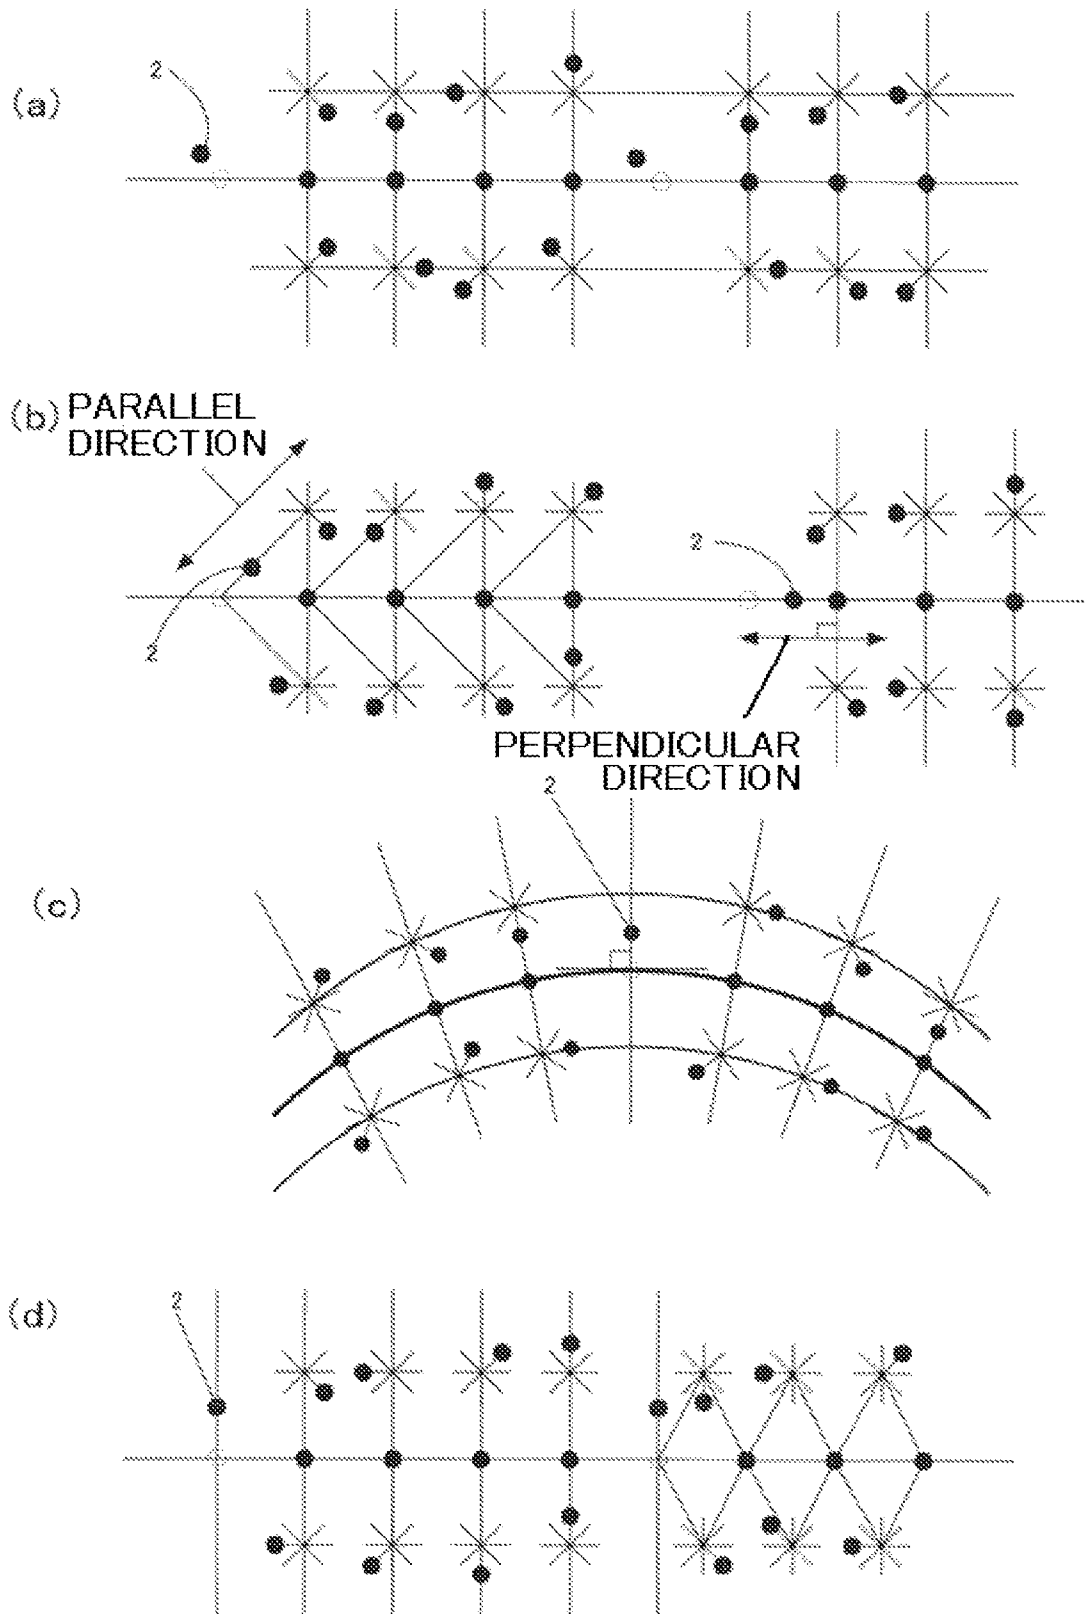 (a)
2
(b)
PARALLEL
DIRECTION
2
2
PERPENDICULAR
DIRECTION
(c)
2
(d)
2